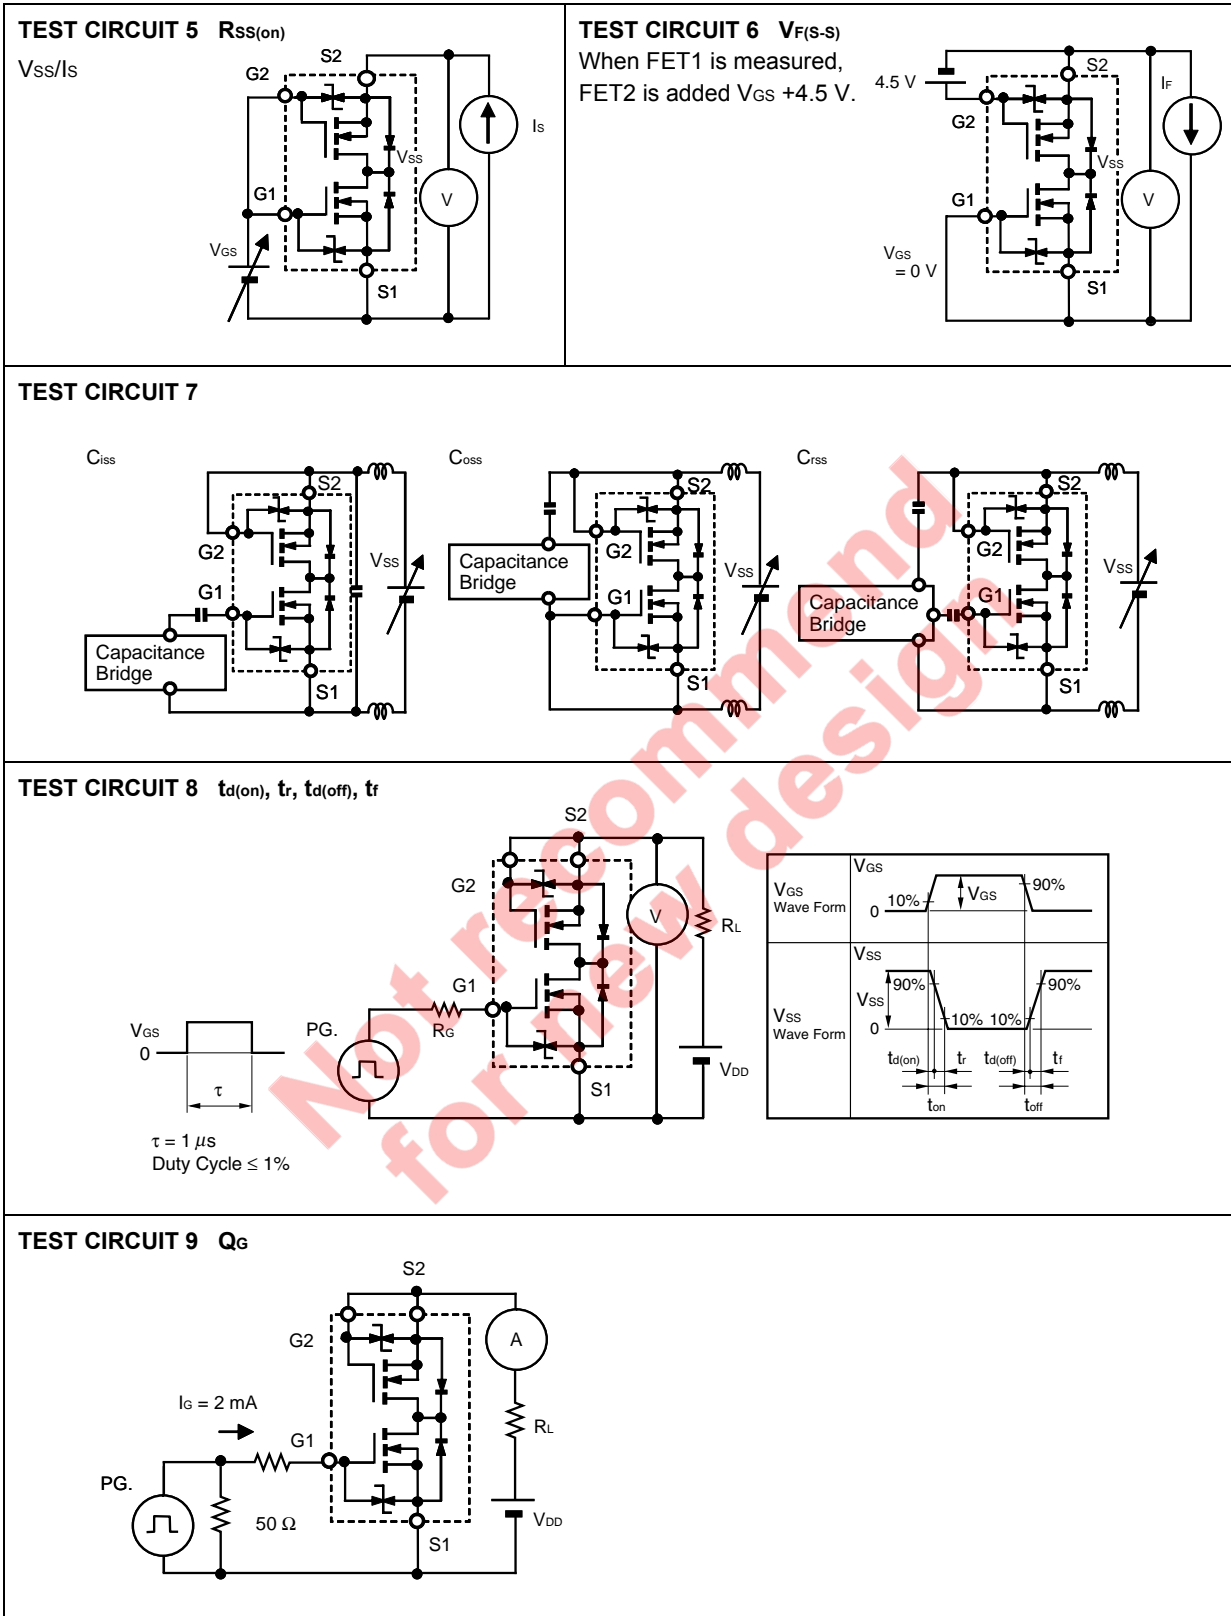 TEST CIRCUIT 5 RSS(on)
VSS/IS
S2
G2
IS
VSS
V
G1
VGS
S1
TEST CIRCUIT 6 VF(S-S)
When FET1 is measured,
FET2 is added VGS +4.5 V.
S2
4.5 V
IF
G2
VSS
V
G1
VGS
= 0 V
S1
TEST CIRCUIT 7
Ciss
S2
G2
VSS
G1
Capacitance
Bridge
S1
Coss
S2
G2
Capacitance
Bridge
VSS
G1
S1
Crss
S2
G2
VSS
G1
Capacitance
Bridge
S1
TEST CIRCUIT 8 td(on), tr, td(off), tf
S2
G2
V
RL
G1
RG
PG.
VGS
0
τ
VDD
S1
τ = 1 μs
Duty Cycle ≤ 1%
VGS
Wave Form
VGS
10%
0
VGS
90%
VSS
Wave Form
VSS
VSS
90%
90%
0
10% 10%
td(on) tr td(off) tf
ton toff
TEST CIRCUIT 9 QG
S2
G2
A
IG = 2 mA
RL
G1
PG.
50 Ω
VDD
S1
Not recommend
for new design